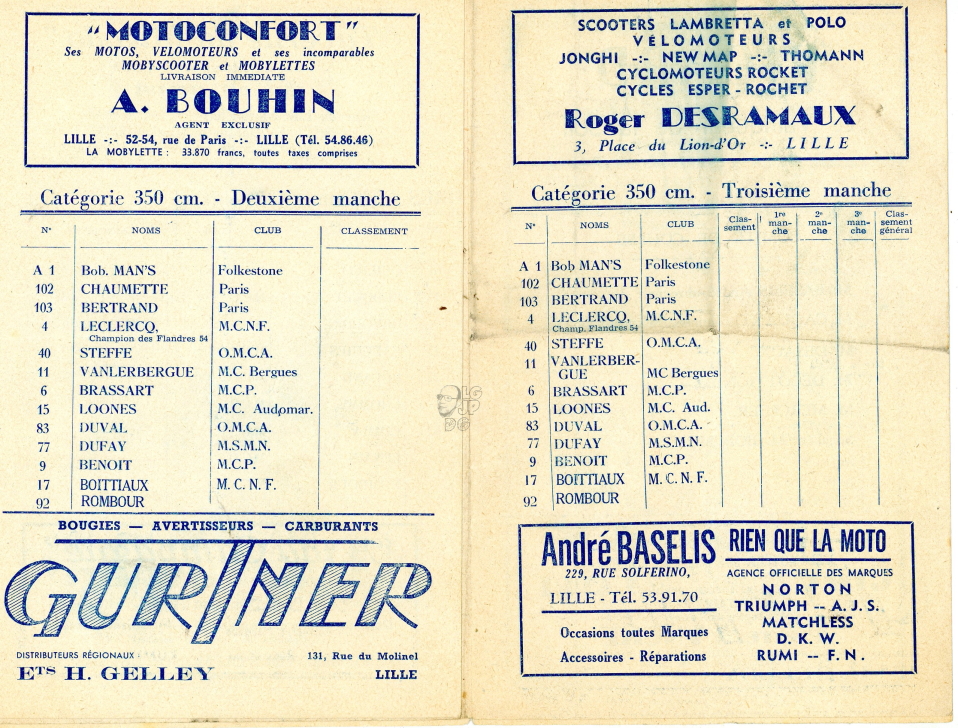 "MOTOCONFORT"
Ses MOTOS, VELOMOTEURS et ses incomparables
MOBYSCOOTER et MOBYLETTES
LIVRAISON IMMEDIATE
A. BOUHIN
AGENT EXCLUSIF
LILLE -:- 52-54, rue de Paris -:- LILLE (Tél. 54.86.46)
LA MOBYLETTE : 33.870 francs, toutes taxes comprises
Catégorie 350 cm. - Deuxième manche
N° NOMS CLUB CLASSEMENT
A 1 Bob. MAN'S Folkestone
102 CHAUMETTE Paris
103 BERTRAND Paris
4 LECLERCQ, M.C.N.F.
Champion des Flandres 54
40 STEFFE O.M.C.A.
11 VANLERBERGUE M.C. Bergues
6 BRASSART M.C.P.
15 LOONES M.C. Audomar.
83 DUVAL O.M.C.A.
77 DUFAY M.S.M.N.
9 BENOIT M.C.P.
17 BOITTIAUX M. C. N. F.
92 ROMBOUR
BOUGIES — AVERTISSEURS — CARBURANTS
GURTNER
DISTRIBUTEURS RÉGIONAUX :
131, Rue du Molinel
ETS H. GELLEY
LILLE
SCOOTERS LAMBRETTA et POLO
VÉLOMOTEURS
JONGHI -:- NEW MAP -:- THOMANN
CYCLOMOTEURS ROCKET
CYCLES ESPER - ROCHET
Roger DESRAMAUX
3, Place du Lion-d'Or -:- LILLE
Catégorie 350 cm. - Troisième manche
N° NOMS CLUB Clas-sement 1re man-che 2e man-che 3e man-che Clas-sement général
A 1 Bob MAN'S Folkestone
102 CHAUMETTE Paris
103 BERTRAND Paris
4 LECLERCQ, M.C.N.F.
Champ. Flandres 54
40 STEFFE O.M.C.A.
11 VANLERBER-
GUE MC Bergues
6 BRASSART M.C.P.
15 LOONES M.C. Aud.
83 DUVAL O.M.C.A.
77 DUFAY M.S.M.N.
9 BENOIT M.C.P.
17 BOITTIAUX M. C. N. F.
92 ROMBOUR
André BASELIS
229, RUE SOLFERINO,
LILLE - Tél. 53.91.70
Occasions toutes Marques
Accessoires - Réparations
RIEN QUE LA MOTO
AGENCE OFFICIELLE DES MARQUES
NORTON
TRIUMPH -- A. J. S.
MATCHLESS
D. K. W.
RUMI -- F. N.
LG
JP
DG